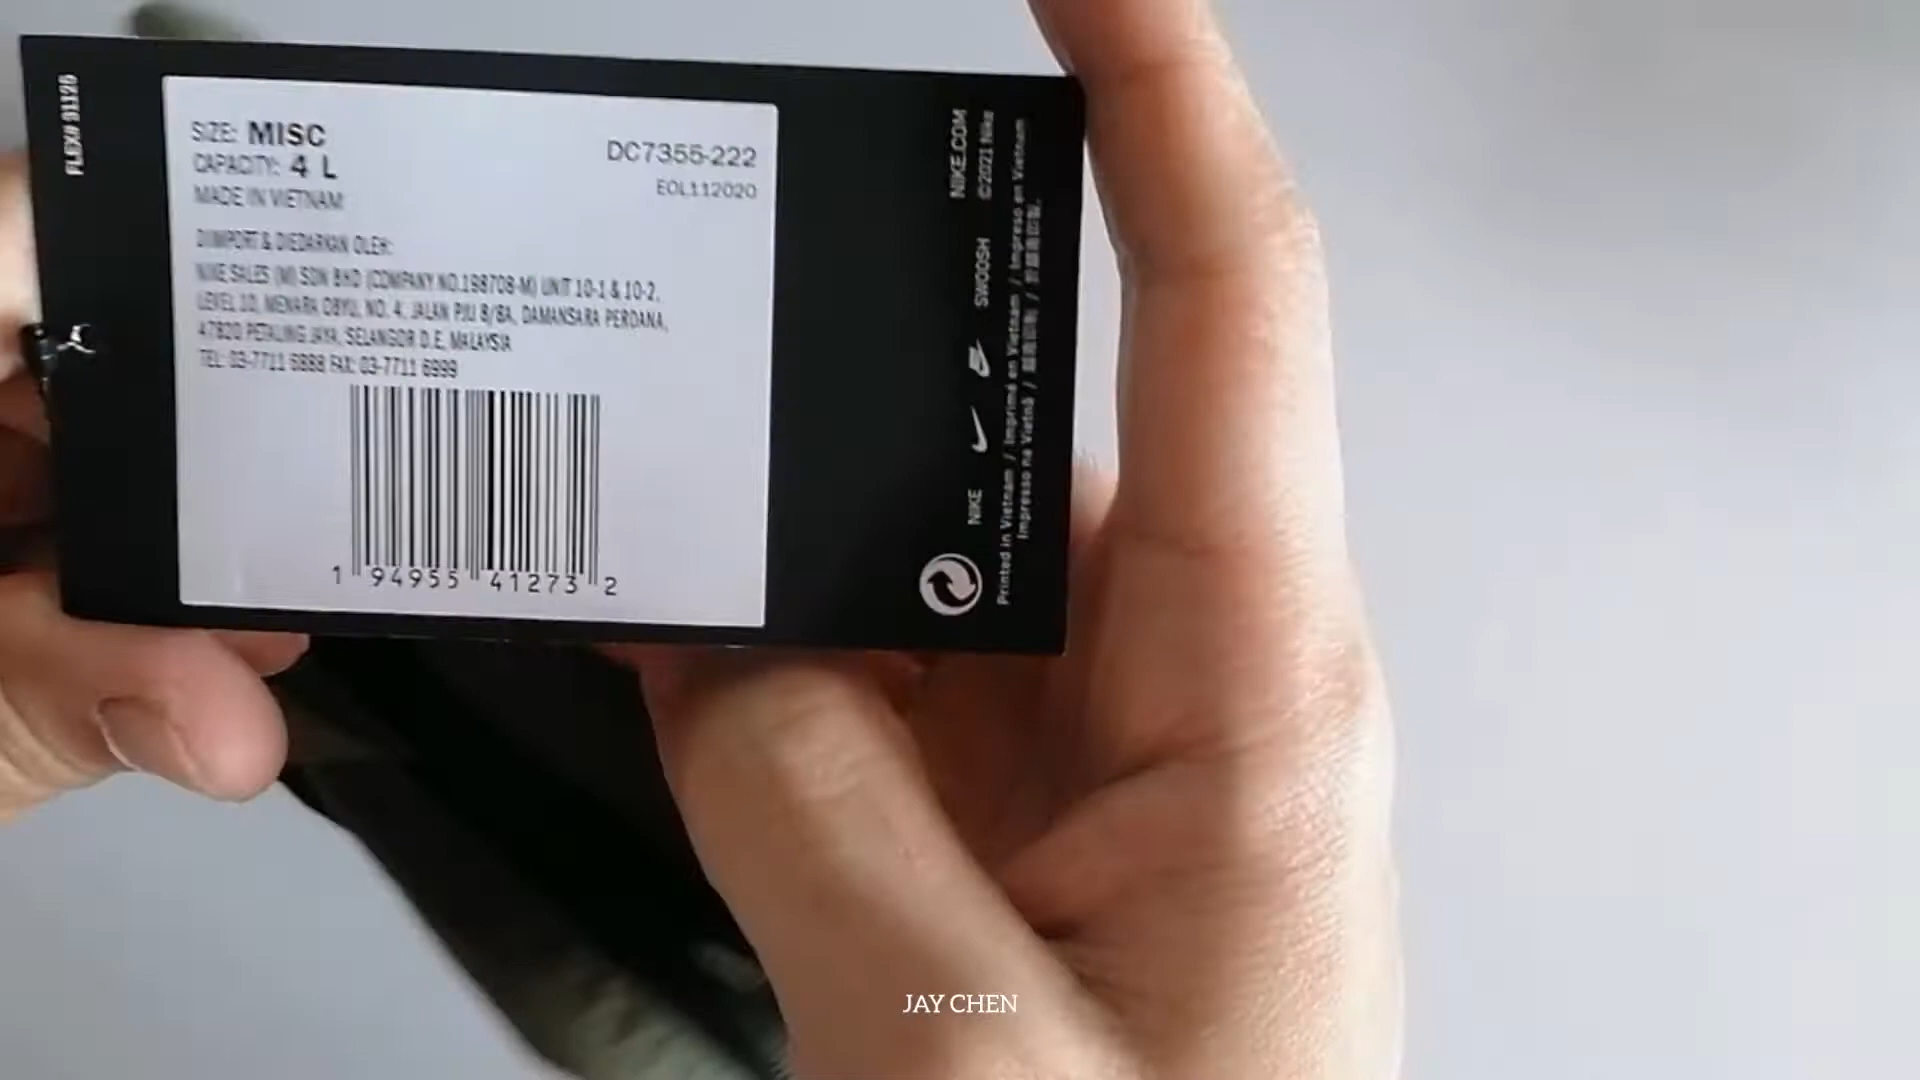 FLEX# 91125
SIZE: MISC
CAPACITY: 4 L
MADE IN VIETNAM
DC7355-222
EOL112020
DIIMPORT & DIEDARKAN OLEH:
NIKE SALES (M) SDN BHD (COMPANY NO.198708-M) UNIT 10-1 & 10-2,
LEVEL 10, MENARA OBYU, NO. 4, JALAN PJU 8/8A, DAMANSARA PERDANA,
47820 PETALING JAYA, SELANGOR D.E, MALAYSIA
TEL: 03-7711 6888 FAX: 03-7711 6999
1 94955 41273 2
NIKE.COM
©2021 Nike
NIKE SWOOSH
Printed in Vietnam / Imprimé en Vietnam / Impreso en Vietnam
Impresso na Vietnã /
JAY CHEN